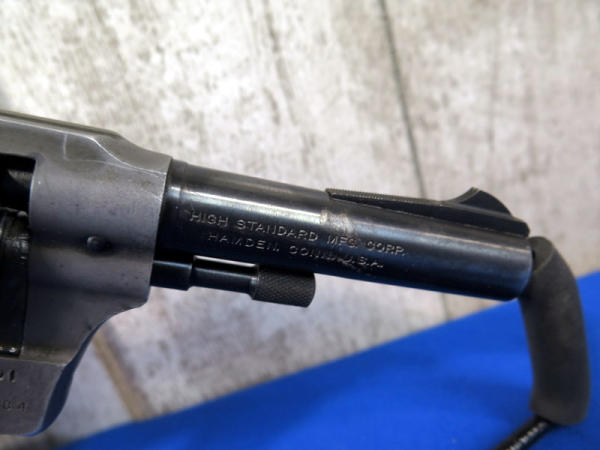 HIGH STANDARD MFG. CORP.
HAMDEN. CONN. U.S.A.